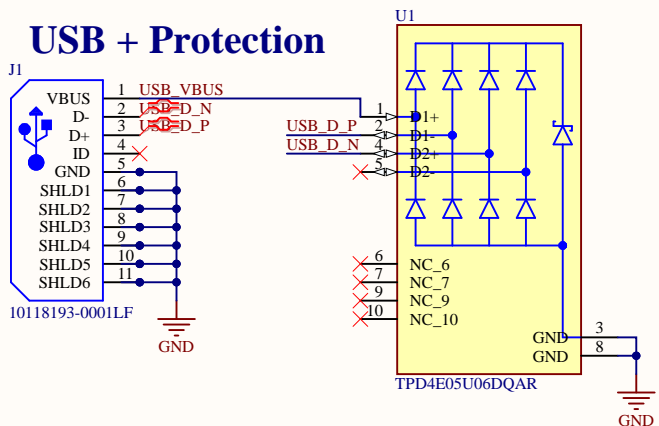 USB + Protection
J1
VBUS 1 USB_VBUS
D- 2 USB_D_N
D+ 3 USB_D_P
ID 4
GND 5
SHLD1 6
SHLD2 7
SHLD3 8
SHLD4 9
SHLD5 10
SHLD6 11
10118193-0001LF
GND
U1
1 D1+
USB_D_P 2 D1-
USB_D_N 4 D2+
5 D2-
6 NC_6
7 NC_7
9 NC_9
10 NC_10
GND 3
GND 8
TPD4E05U06DQAR
GND